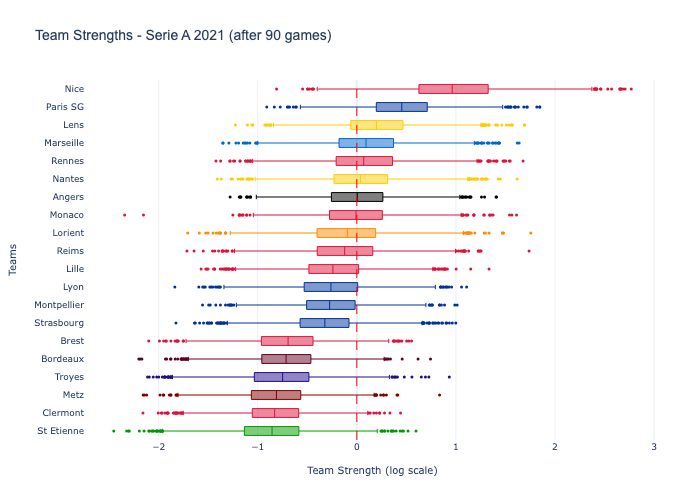 Team Strengths - Serie A 2021 (after 90 games)
Nice
Paris SG
Lens
Marseille
Rennes
Nantes
Angers
Monaco
Lorient
Reims
Lille
Lyon
Montpellier
Strasbourg
Brest
Bordeaux
Troyes
Metz
Clermont
St Etienne
Teams
−2 −1 0 1 2 3
Team Strength (log scale)